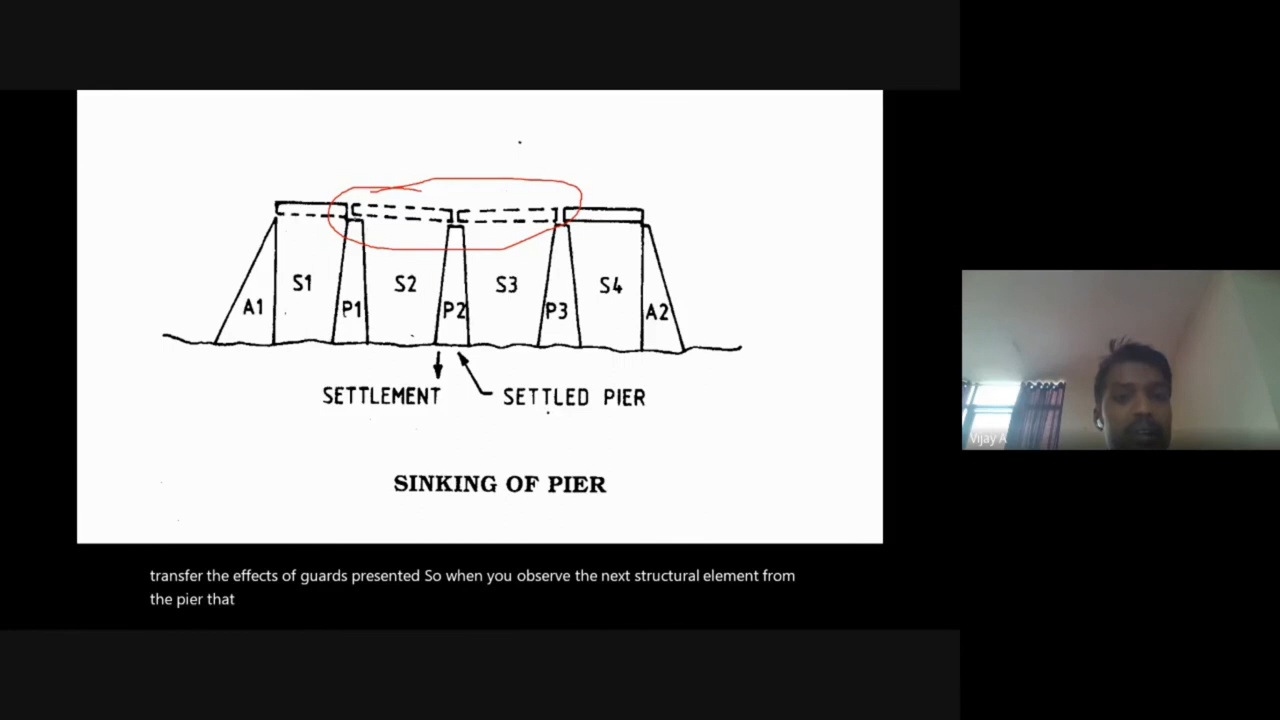 S1
S2
S3
S4
A1
P1
P2
P3
A2
SETTLEMENT
SETTLED PIER
SINKING OF PIER
Vijay A
transfer the effects of guards presented So when you observe the next structural element from
the pier that